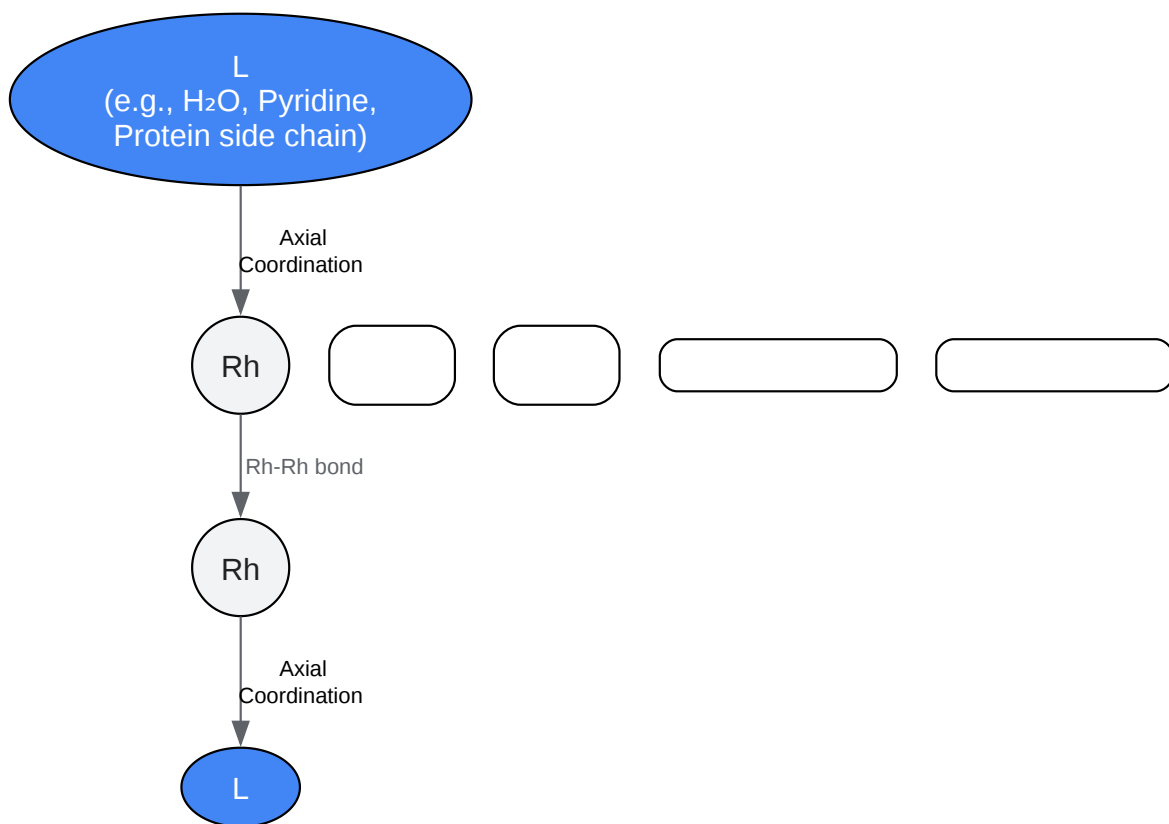 L
(e.g., H₂O, Pyridine,
Protein side chain)
Axial
Coordination
Rh
Rh-Rh bond
Rh
Axial
Coordination
L